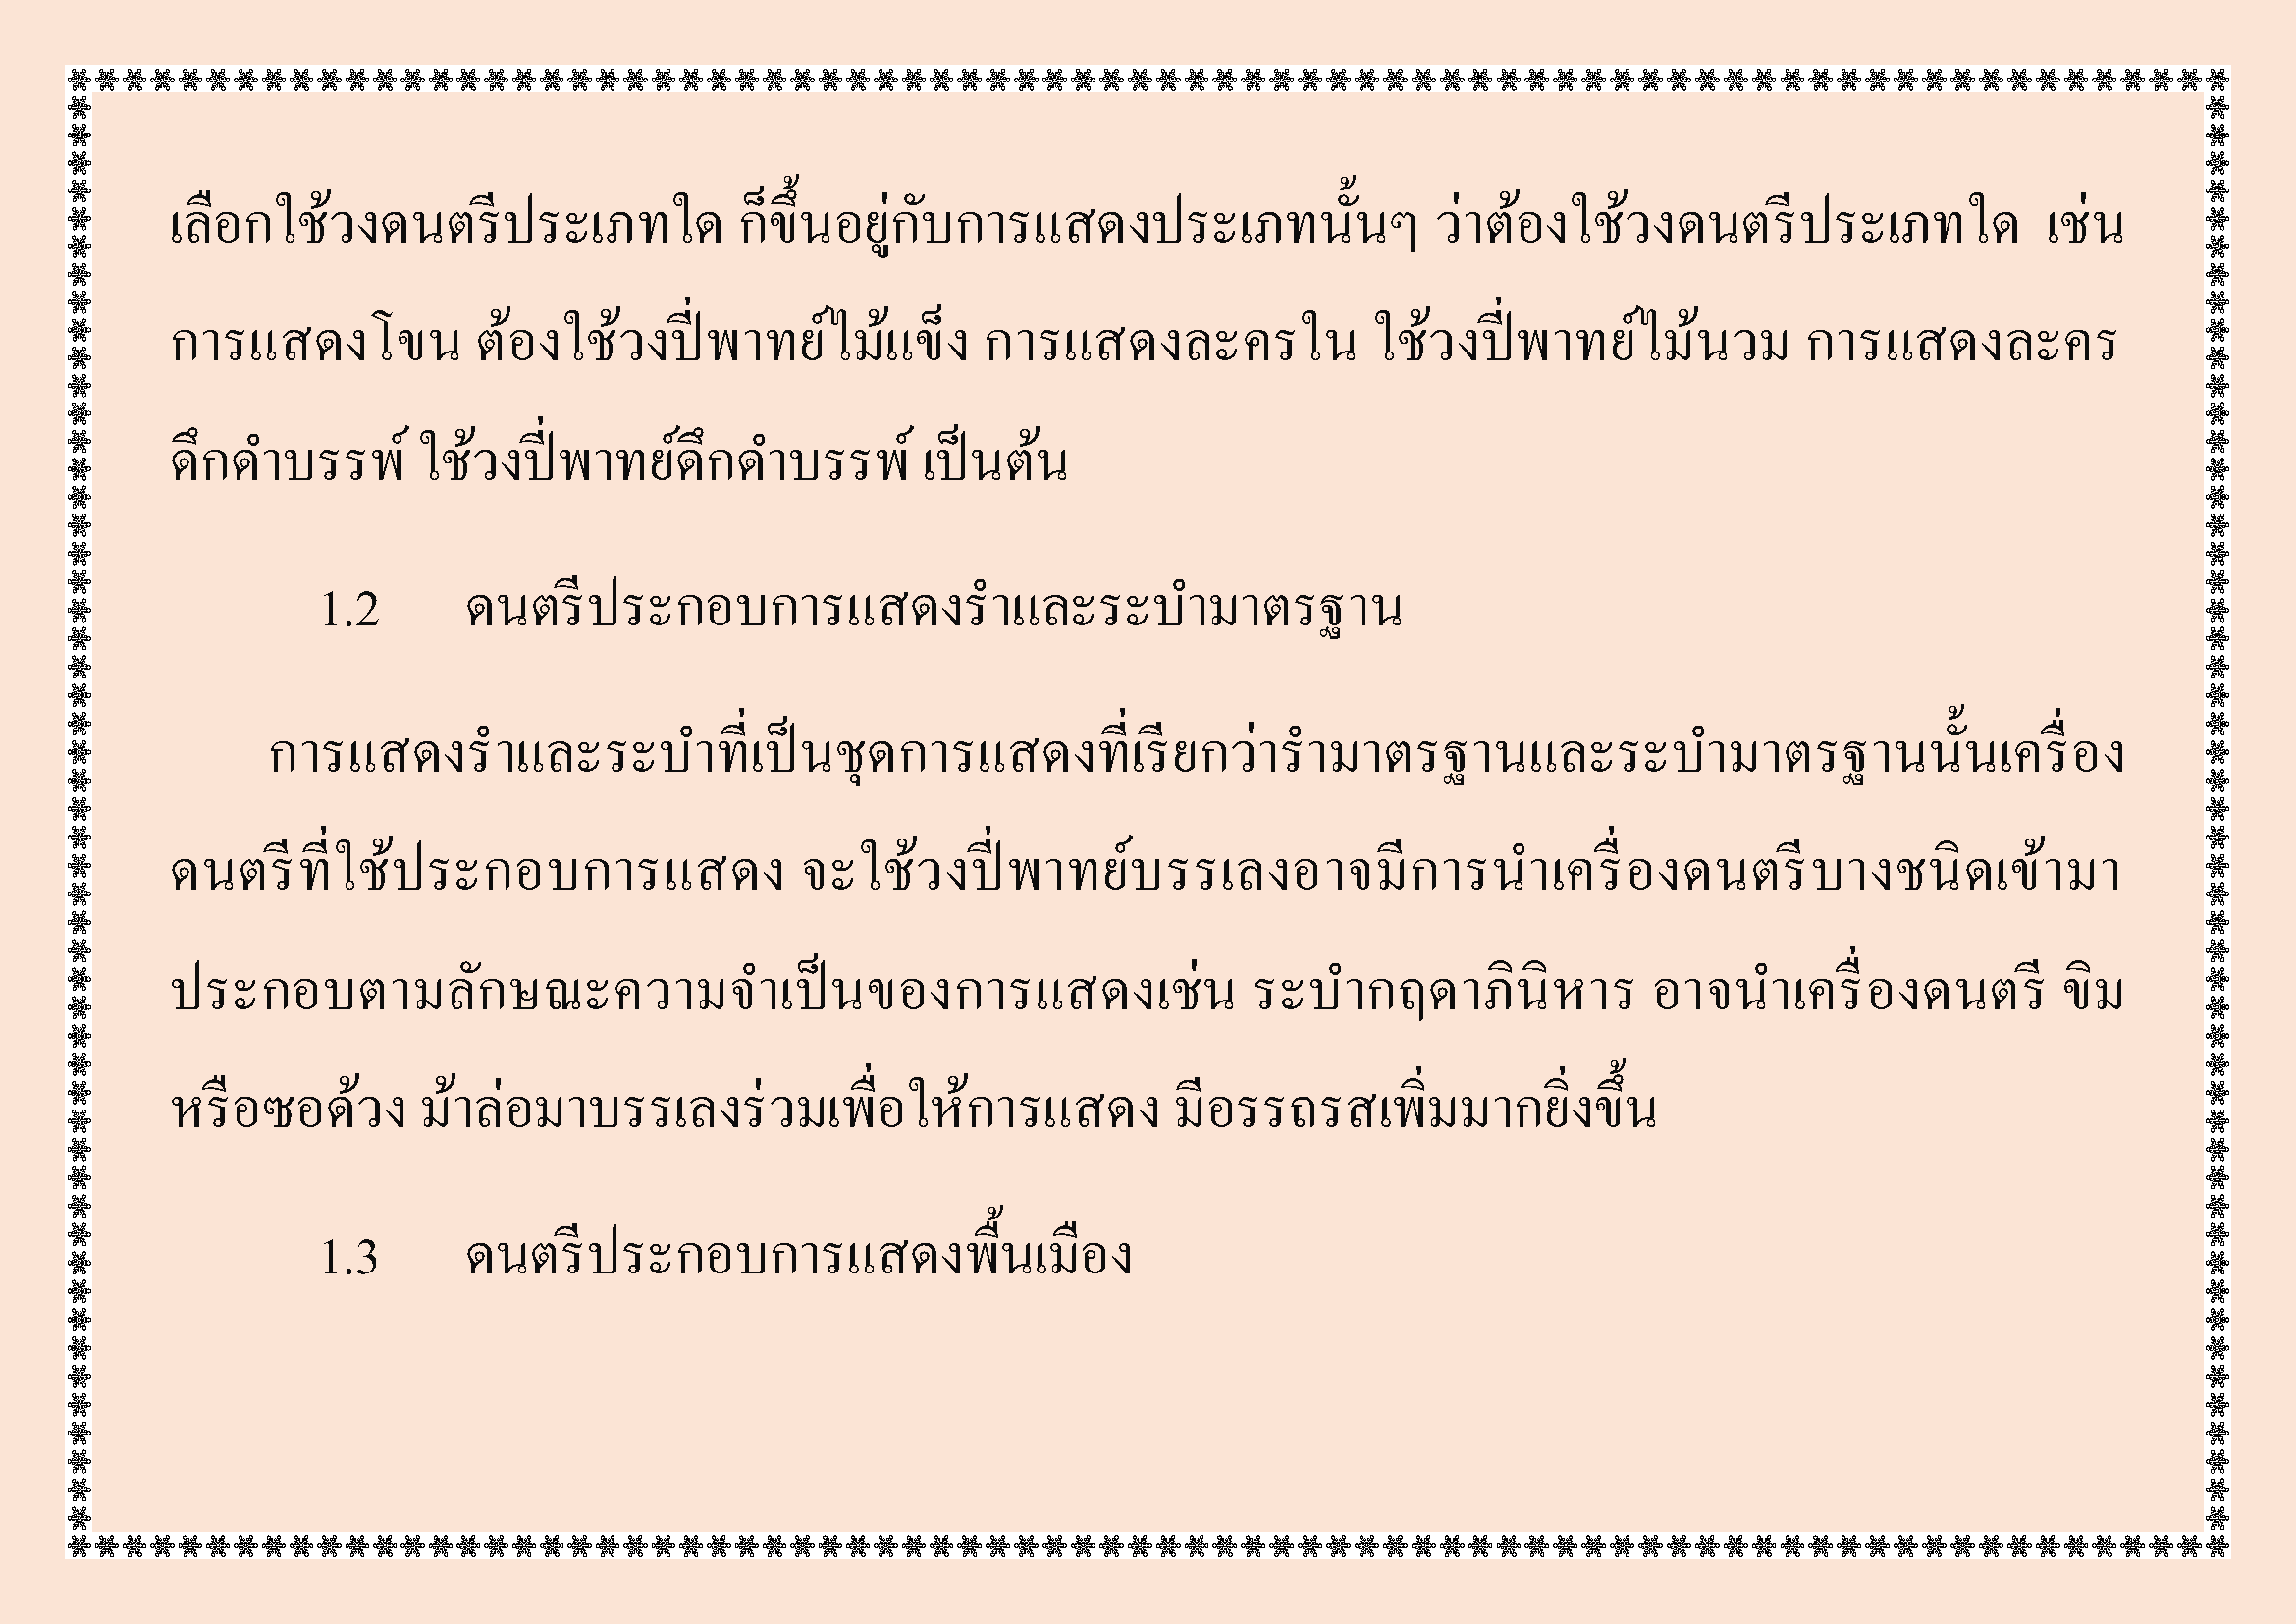 เลือกใช้วงดนตรีประเภทใด ก็ขึ้นอยู่กับการแสดงประเภทนั้นๆ ว่าต้องใช้วงดนตรีประเภทใด เช่น
การแสดงโขน ต้องใช้วงปี่พาทย์ไม้แข็ง การแสดงละครใน ใช้วงปี่พาทย์ไม้นวม การแสดงละคร
ดึกดำบรรพ์ ใช้วงปี่พาทย์ดึกดำบรรพ์ เป็นต้น
1.2 ดนตรีประกอบการแสดงรำและระบำมาตรฐาน
การแสดงรำและระบำที่เป็นชุดการแสดงที่เรียกว่ารำมาตรฐานและระบำมาตรฐานนั้นเครื่อง
ดนตรีที่ใช้ประกอบการแสดง จะใช้วงปี่พาทย์บรรเลงอาจมีการนำเครื่องดนตรีบางชนิดเข้ามา
ประกอบตามลักษณะความจำเป็นของการแสดงเช่น ระบำกฤดาภินิหาร อาจนำเครื่องดนตรี ขิม
หรือซอด้วง ม้าล่อมาบรรเลงร่วมเพื่อให้การแสดง มีอรรถรสเพิ่มมากยิ่งขึ้น
1.3 ดนตรีประกอบการแสดงพื้นเมือง